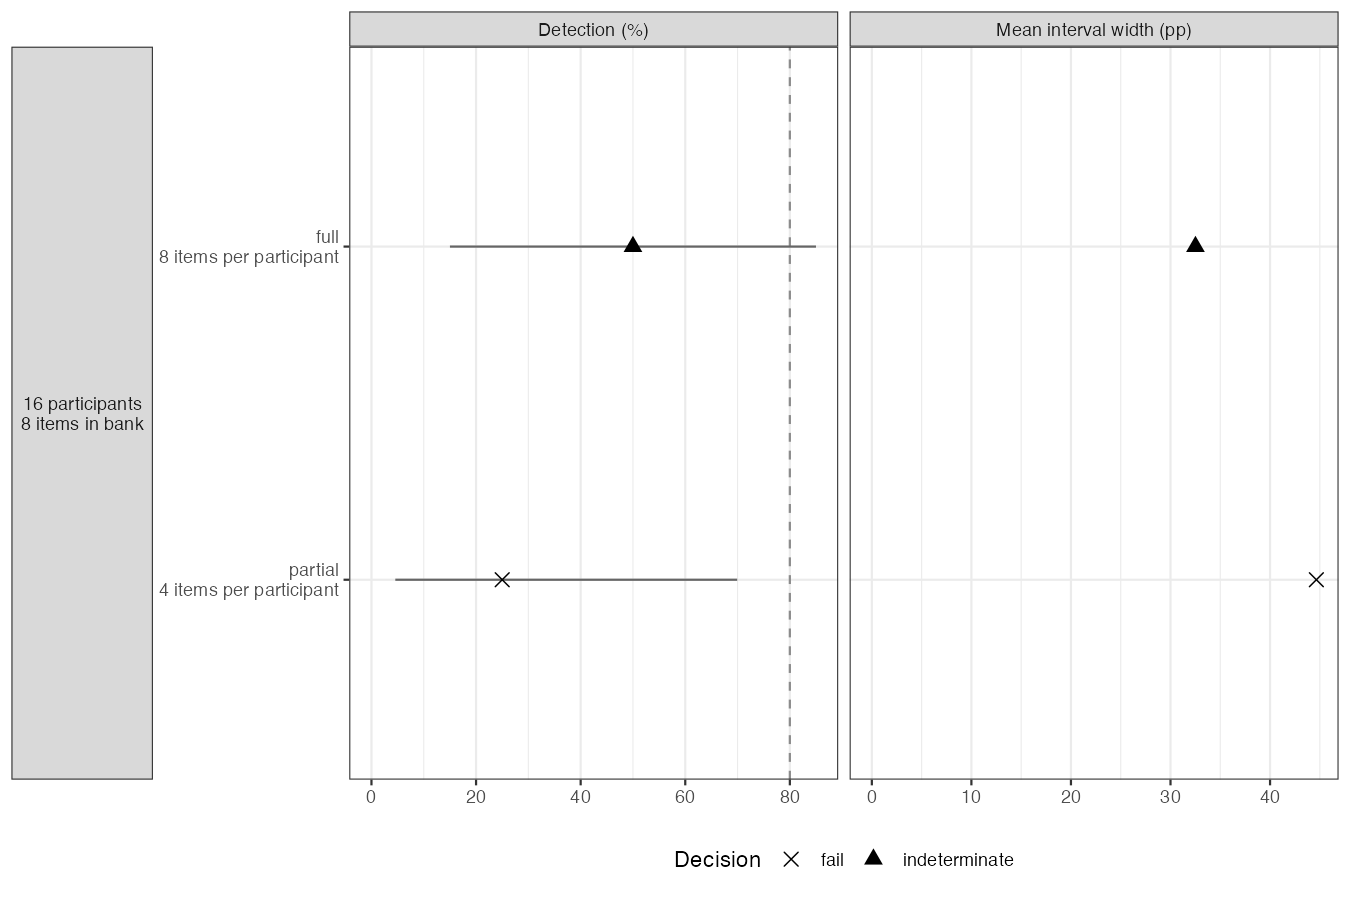 Detection (%)
Mean interval width (pp)
16 participants
8 items in bank
full
8 items per participant
partial
4 items per participant
0 20 40 60 80
0 10 20 30 40
Decision fail indeterminate